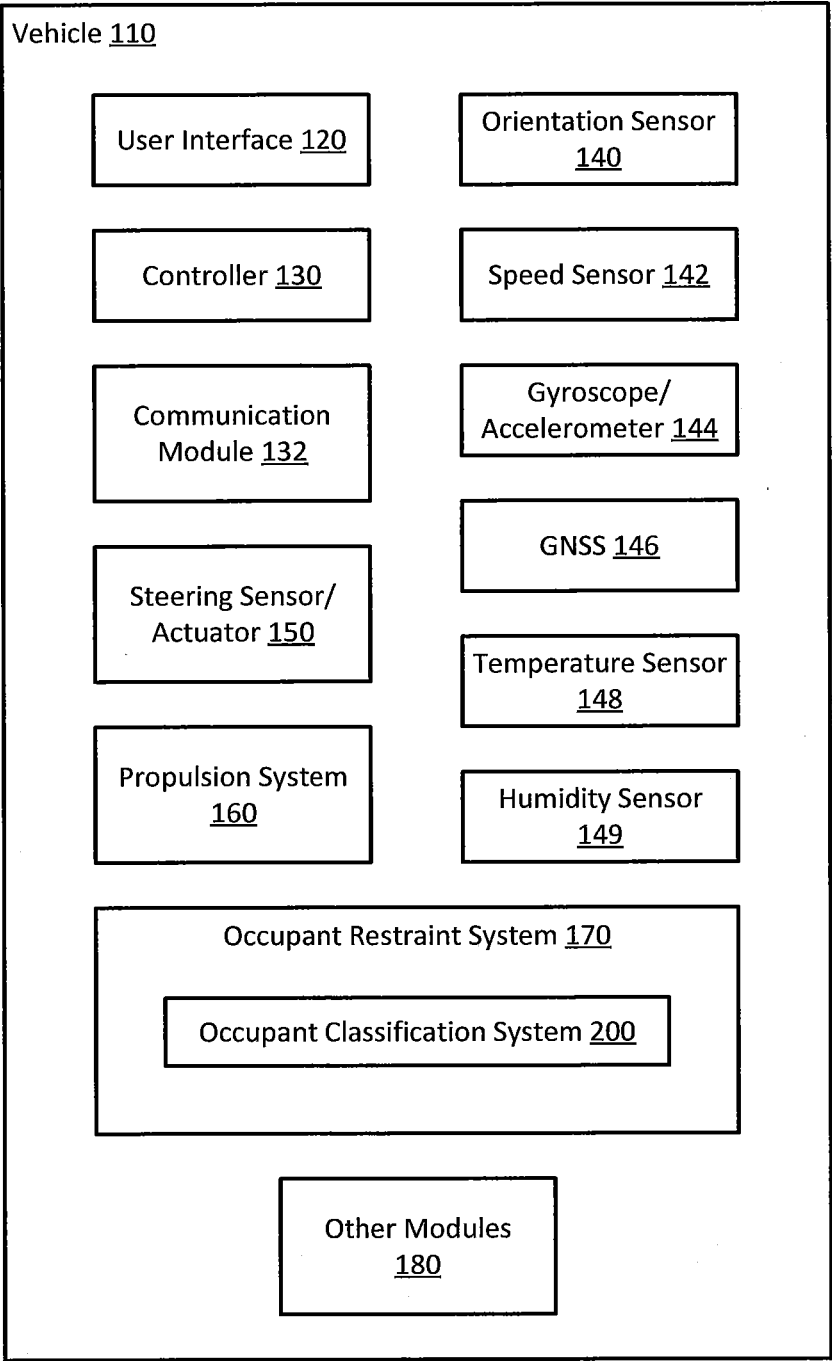 Vehicle 110
User Interface 120
Orientation Sensor
140
Controller 130
Speed Sensor 142
Communication
Module 132
Gyroscope/
Accelerometer 144
GNSS 146
Steering Sensor/
Actuator 150
Temperature Sensor
148
Propulsion System
160
Humidity Sensor
149
Occupant Restraint System 170
Occupant Classification System 200
Other Modules
180